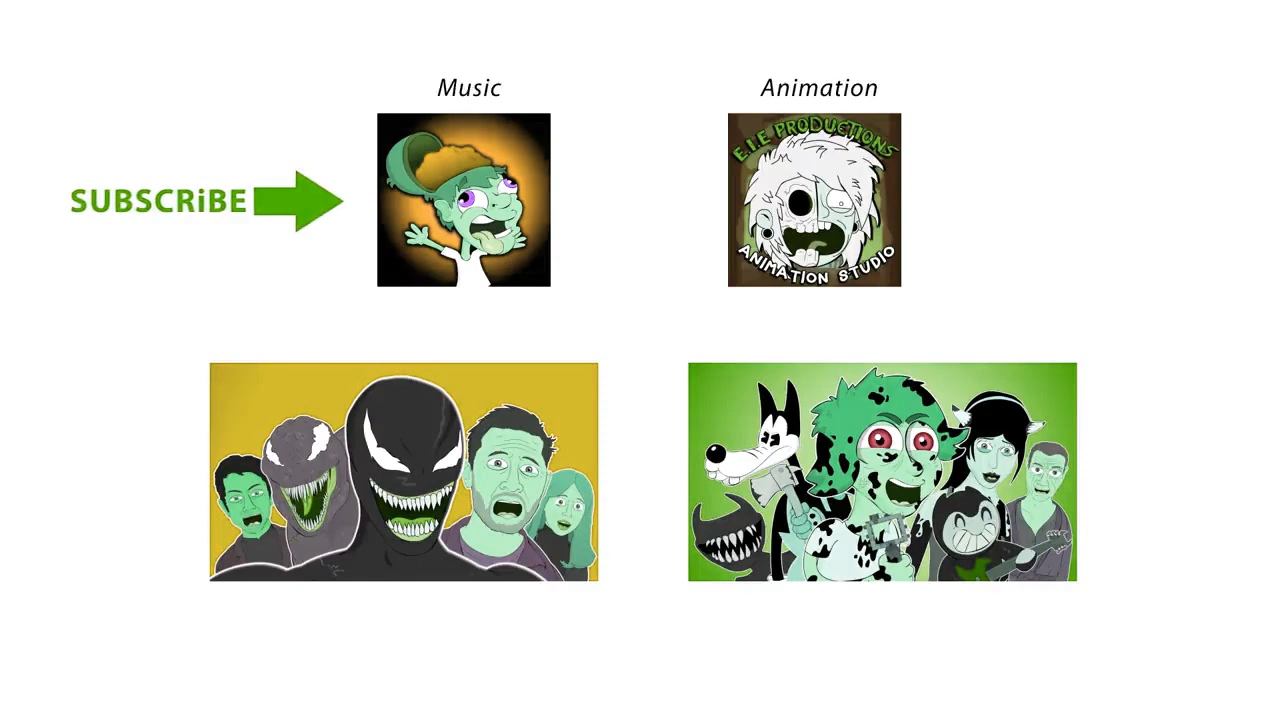 Music
Animation
E.I.E PRODUCTIONS
SUBSCRiBE
ANIMATION STUDIO